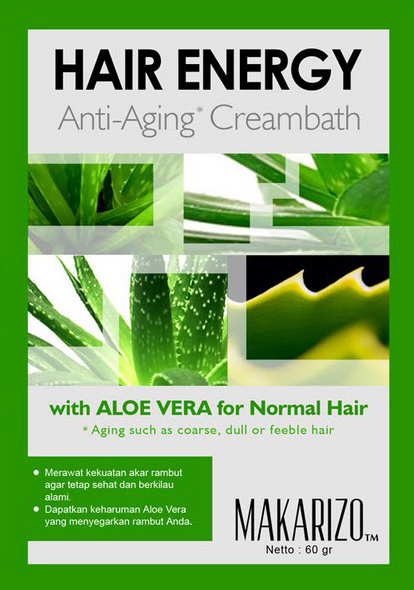 HAIR ENERGY
Anti-Aging* Creambath
with ALOE VERA for Normal Hair
* Aging such as coarse, dull or feeble hair
● Merawat kekuatan akar rambut
agar tetap sehat dan berkilau
alami.
● Dapatkan keharuman Aloe Vera
yang menyegarkan rambut Anda.
MAKARIZO™
Netto : 60 gr